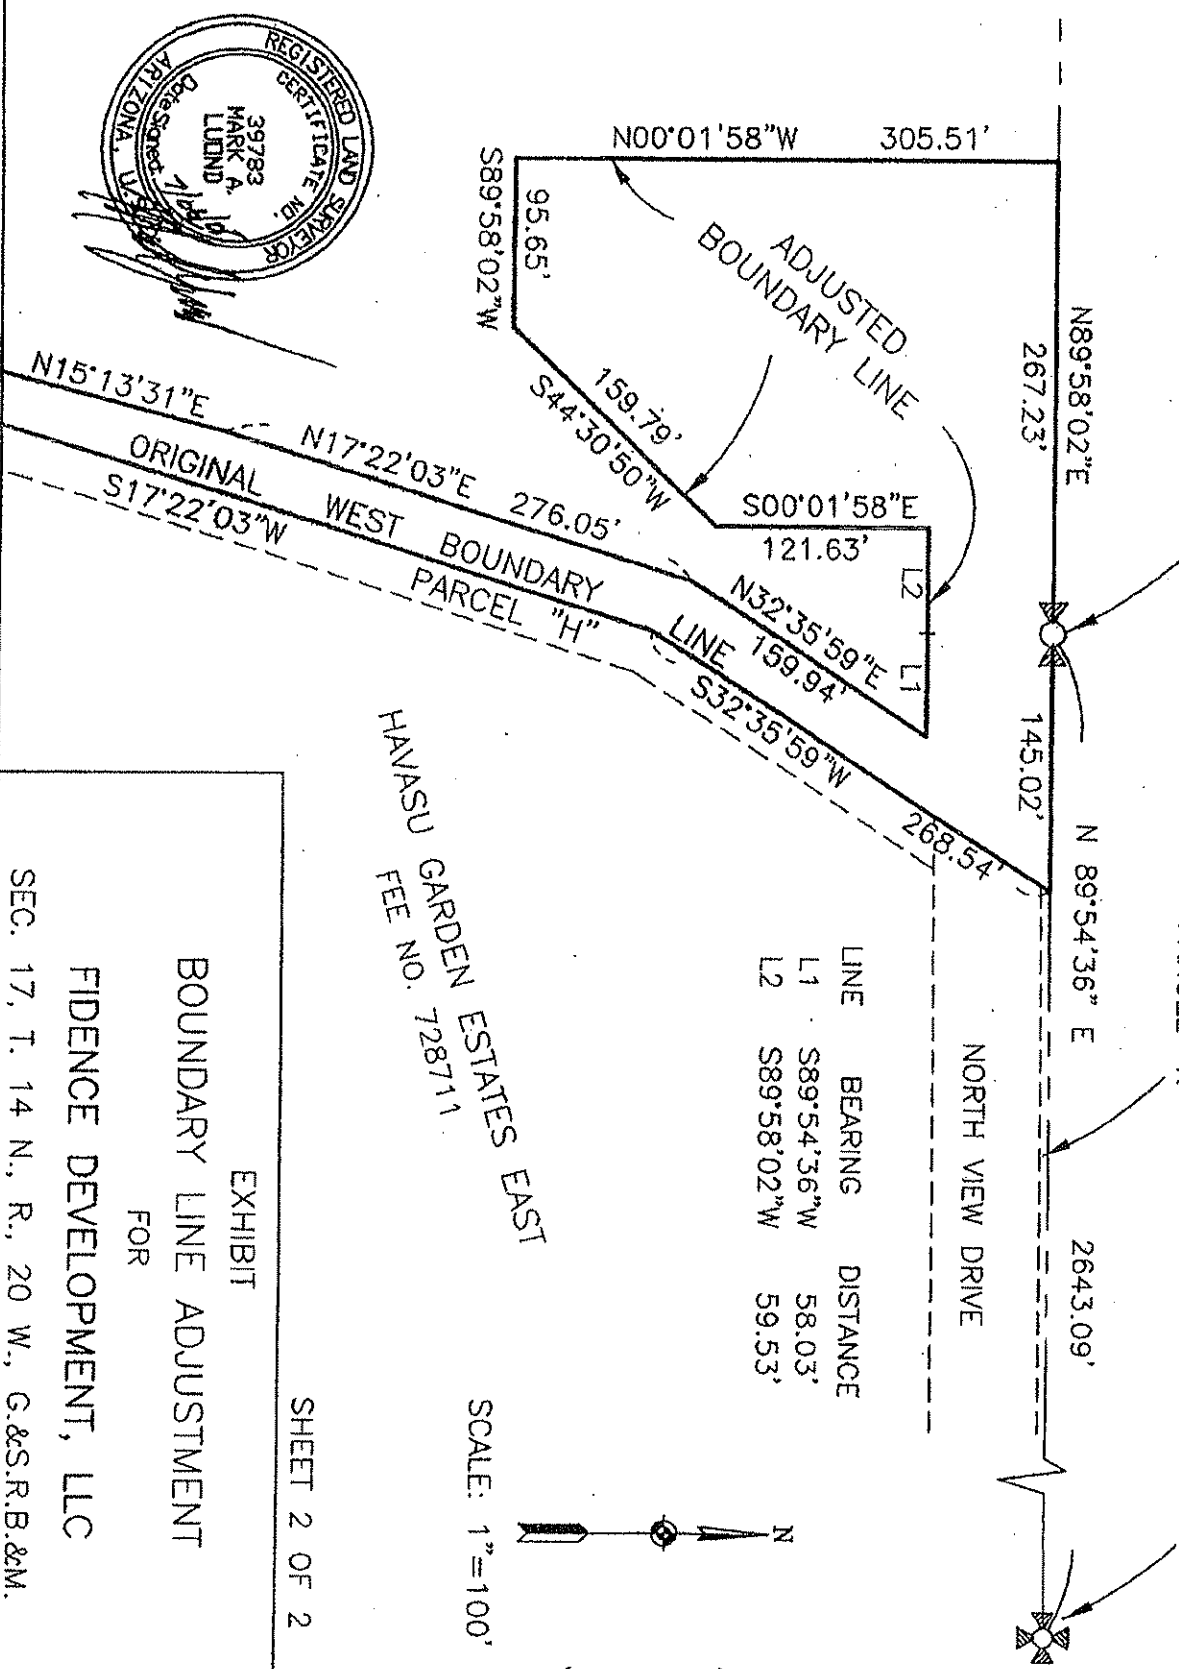 N89°58'02"E
267.23'
145.02'
N 89°54'36" E
2643.09'
N00°01'58"W 305.51'
ADJUSTED
BOUNDARY LINE
95.65'
S89°58'02"W
159.79'
S44°30'50"W
S00°01'58"E
121.63'
L2
L1
N32°35'59"E
159.94'
S32°35'59"W 268.54'
N15°13'31"E
N17°22'03"E 276.05'
ORIGINAL WEST BOUNDARY LINE
S17°22'03"W
PARCEL "H"
NORTH VIEW DRIVE
LINE BEARING DISTANCE
L1 S89°54'36"W 58.03'
L2 S89°58'02"W 59.53'
HAVASU GARDEN ESTATES EAST
FEE NO. 728711
N
SCALE: 1"=100'
REGISTERED LAND SURVEYOR
CERTIFICATE NO.
39783
MARK A.
LUOND
Date Signed
ARIZONA, U.S.A.
SHEET 2 OF 2
EXHIBIT
BOUNDARY LINE ADJUSTMENT
FOR
FIDENCE DEVELOPMENT, LLC
SEC. 17, T. 14 N., R., 20 W., G.&S.R.B.&M.